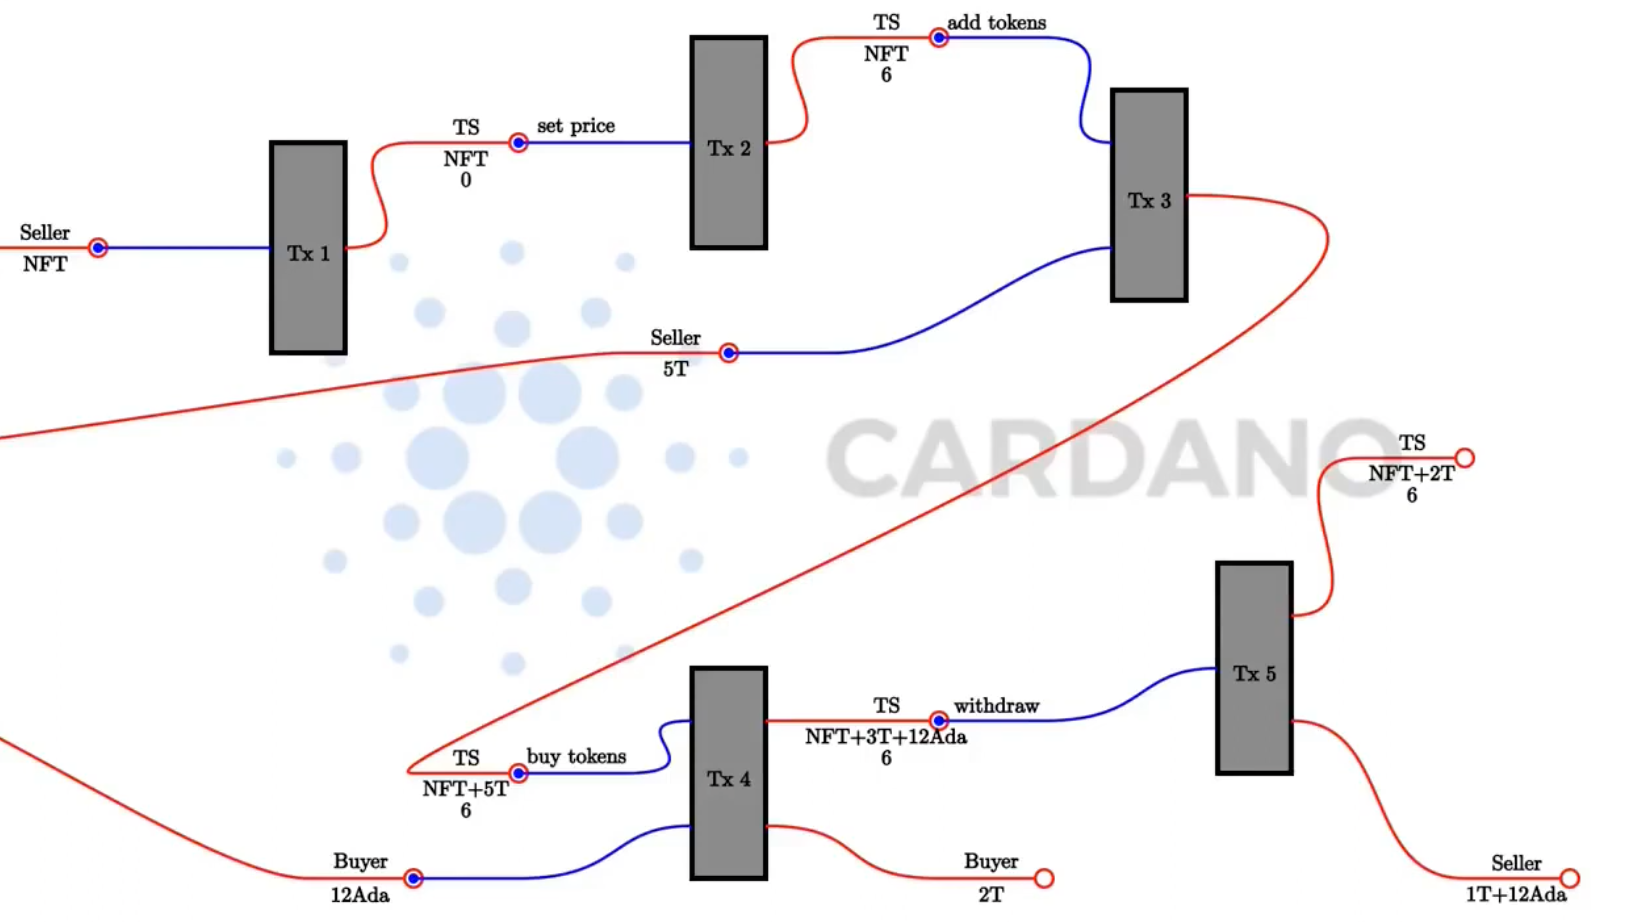 TS
add tokens
NFT
6
TS
set price
NFT
0
Tx 2
Tx 3
Seller
NFT
Tx 1
Seller
5T
CARDANO
TS
NFT+2T
6
Tx 5
TS
withdraw
NFT+3T+12Ada
6
TS
buy tokens
NFT+5T
6
Tx 4
Buyer
12Ada
Buyer
2T
Seller
1T+12Ada